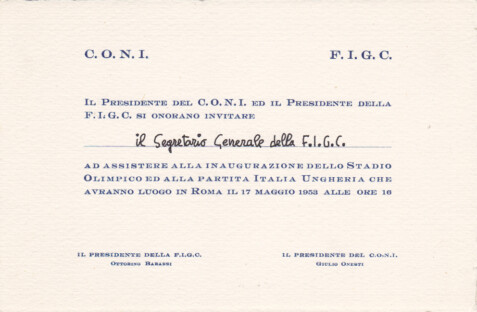 C. O. N. I.
F. I. G. C.
IL PRESIDENTE DEL C. O. N. I. ED IL PRESIDENTE DELLA
F. I. G. C. SI ONORANO INVITARE
il Segretario Generale della F.I.G.C.
AD ASSISTERE ALLA INAUGURAZIONE DELLO STADIO
OLIMPICO ED ALLA PARTITA ITALIA UNGHERIA CHE
AVRANNO LUOGO IN ROMA IL 17 MAGGIO 1953 ALLE ORE 16
IL PRESIDENTE DELLA F.I.G.C.
OTTORINO BARASSI
IL PRESIDENTE DEL C.O.N.I.
GIULIO ONESTI